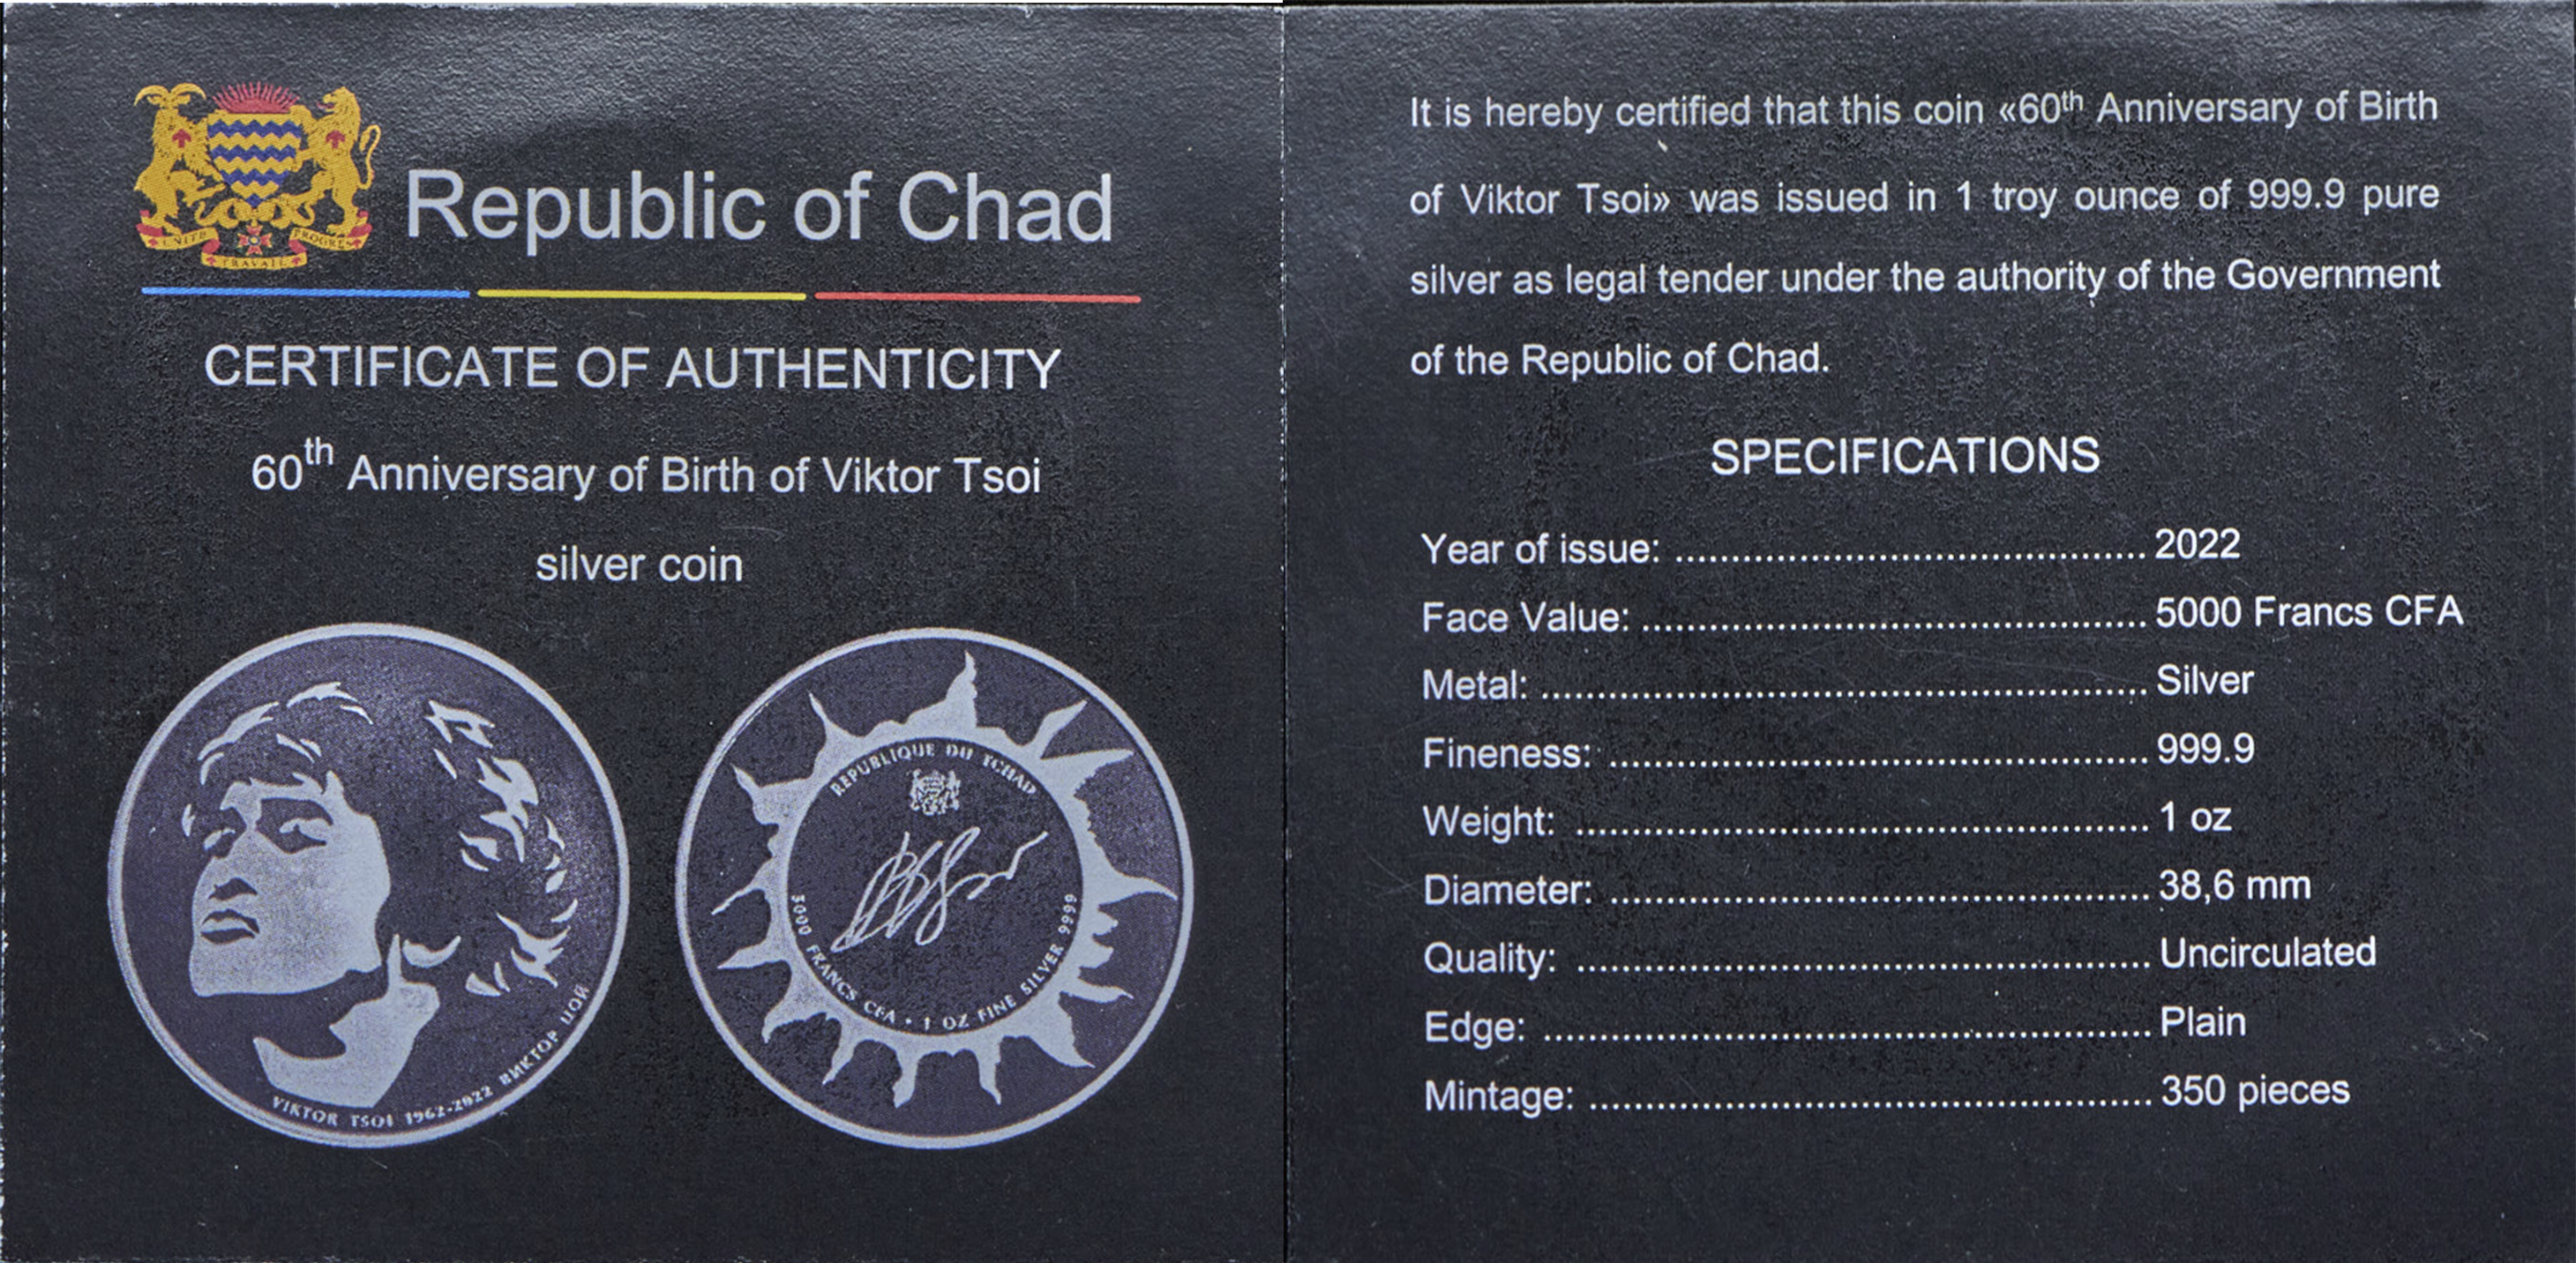 UNITE
PROGRES
TRAVAIL
Republic of Chad
CERTIFICATE OF AUTHENTICITY
60th Anniversary of Birth of Viktor Tsoi
silver coin
VIKTOR TSOI 1962-2022 ВИКТОР ЦОЙ
REPUBLIQUE DU TCHAD
5000 FRANCS CFA • 1 OZ FINE SILVER 9999
It is hereby certified that this coin «60th Anniversary of Birth
of Viktor Tsoi» was issued in 1 troy ounce of 999.9 pure
silver as legal tender under the authority of the Government
of the Republic of Chad.
SPECIFICATIONS
Year of issue: 2022
Face Value: 5000 Francs CFA
Metal: Silver
Fineness: 999.9
Weight: 1 oz
Diameter: 38,6 mm
Quality: Uncirculated
Edge: Plain
Mintage: 350 pieces